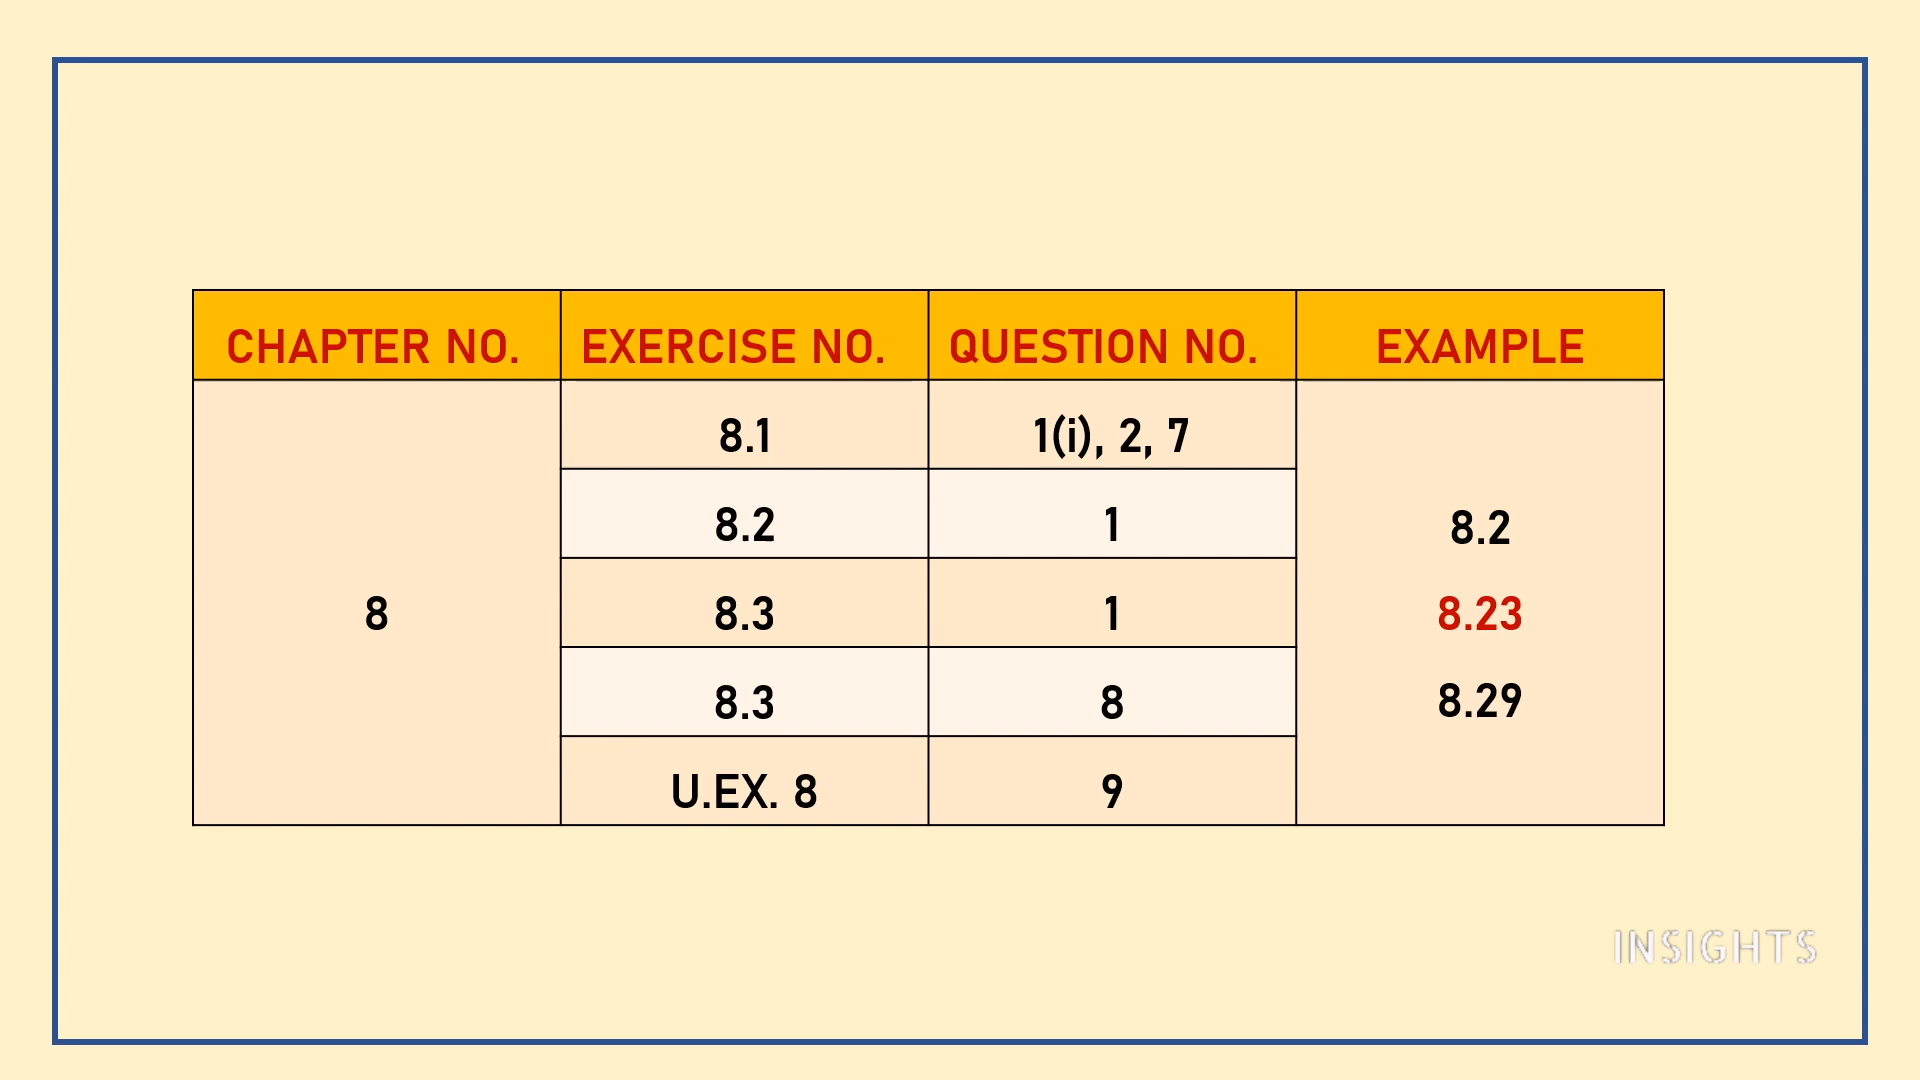 CHAPTER NO. EXERCISE NO. QUESTION NO. EXAMPLE
8.1 1(i), 2, 7
8.2 1 8.2
8 8.3 1 8.23
8.3 8 8.29
U.EX. 8 9
INSIGHTS